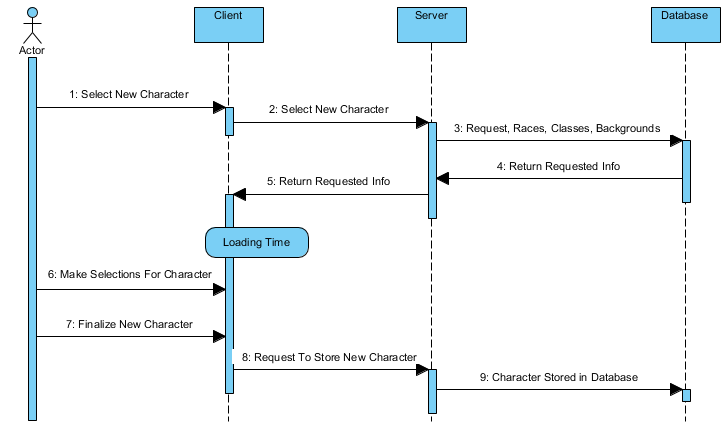 Client
Server
Database
Actor
1: Select New Character
2: Select New Character
3: Request, Races, Classes, Backgrounds
4: Return Requested Info
5: Return Requested Info
Loading Time
6: Make Selections For Character
7: Finalize New Character
8: Request To Store New Character
9: Character Stored in Database